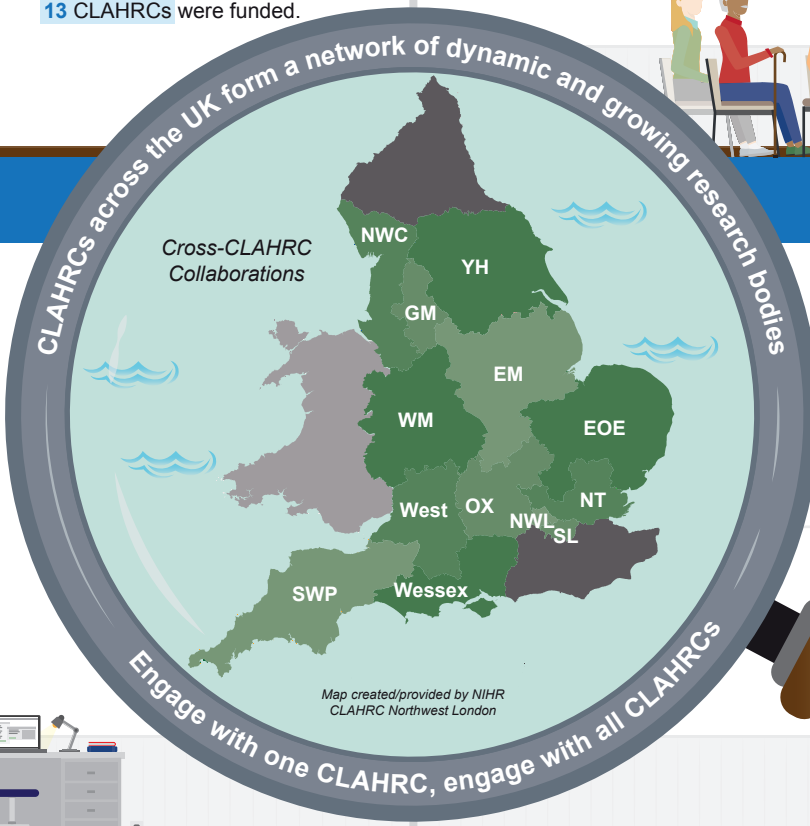 13 CLAHRCs were funded.
CLAHRCs across the UK form a network of dynamic and growing research bodies
Cross-CLAHRC
Collaborations
NWC
YH
GM
EM
WM
EOE
West
OX
NT
NWL
SL
SWP
Wessex
Map created/provided by NIHR
CLAHRC Northwest London
Engage with one CLAHRC, engage with all CLAHRCs